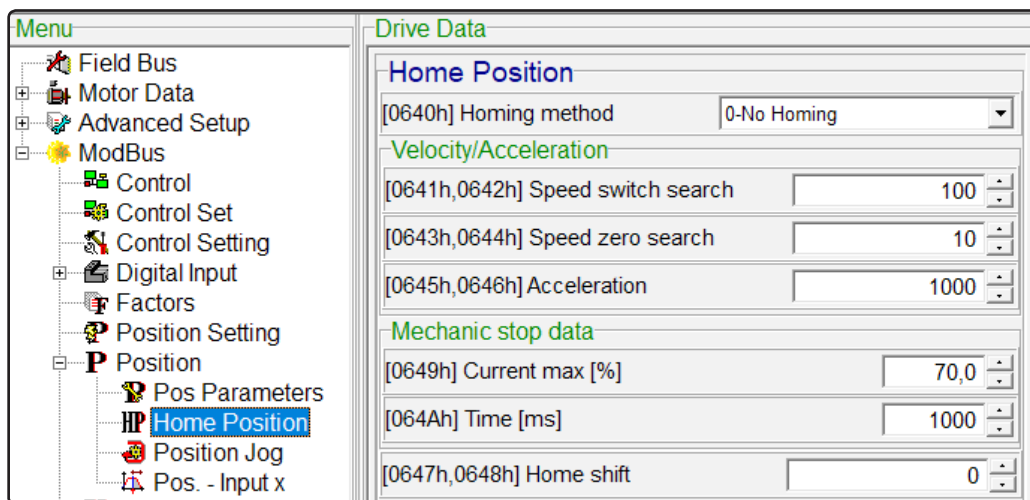 Menu
Field Bus
Motor Data
Advanced Setup
ModBus
Control
Control Set
Control Setting
Digital Input
Factors
Position Setting
Position
Pos Parameters
Home Position
Position Jog
Pos. - Input x
Drive Data
Home Position
[0640h] Homing method 0-No Homing
Velocity/Acceleration
[0641h,0642h] Speed switch search 100
[0643h,0644h] Speed zero search 10
[0645h,0646h] Acceleration 1000
Mechanic stop data
[0649h] Current max [%] 70,0
[064Ah] Time [ms] 1000
[0647h,0648h] Home shift 0